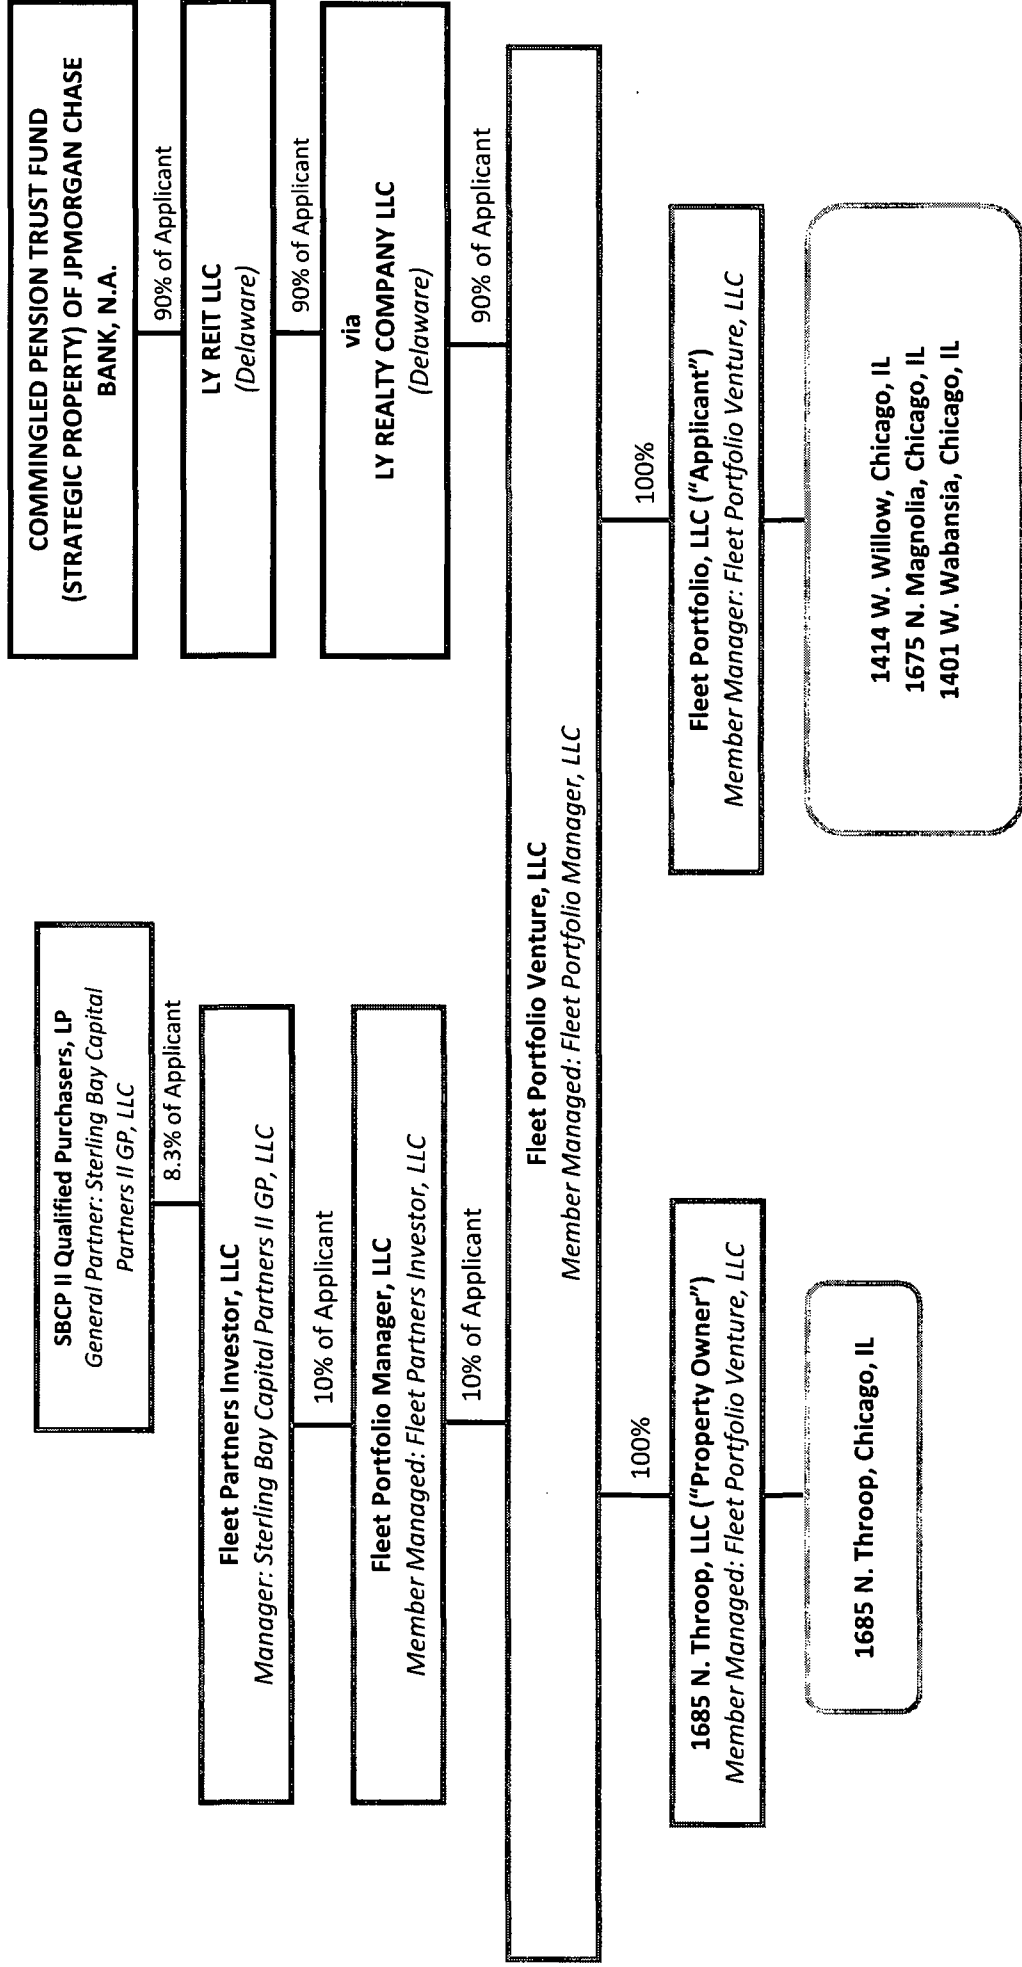 SBCP II Qualified Purchasers, LP
General Partner: Sterling Bay Capital
Partners II GP, LLC
8.3% of Applicant
Fleet Partners Investor, LLC
Manager: Sterling Bay Capital Partners II GP, LLC
10% of Applicant
Fleet Portfolio Manager, LLC
Member Managed: Fleet Partners Investor, LLC
10% of Applicant
COMMINGLED PENSION TRUST FUND
(STRATEGIC PROPERTY) OF JPMORGAN CHASE
BANK, N.A.
90% of Applicant
LY REIT LLC
(Delaware)
90% of Applicant
via
LY REALTY COMPANY LLC
(Delaware)
90% of Applicant
Fleet Portfolio Venture, LLC
Member Managed: Fleet Portfolio Manager, LLC
100%
1685 N. Throop, LLC (“Property Owner”)
Member Managed: Fleet Portfolio Venture, LLC
1685 N. Throop, Chicago, IL
100%
Fleet Portfolio, LLC (“Applicant”)
Member Manager: Fleet Portfolio Venture, LLC
1414 W. Willow, Chicago, IL
1675 N. Magnolia, Chicago, IL
1401 W. Wabansia, Chicago, IL